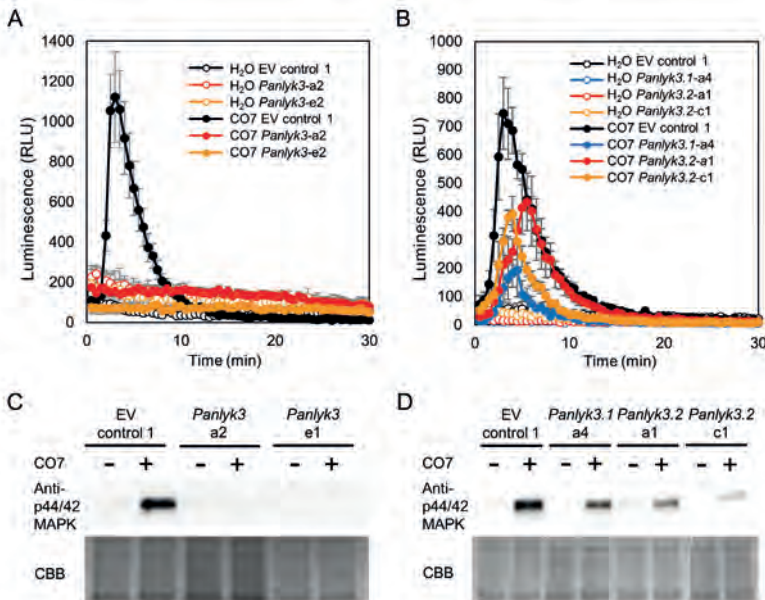 A
1400
1200
1000
800
600
400
200
0
Luminescence (RLU)
H₂O EV control 1
H₂O Panlyk3-a2
H₂O Panlyk3-e2
CO7 EV control 1
CO7 Panlyk3-a2
CO7 Panlyk3-e2
0 10 20 30
Time (min)
B
1000
900
800
700
600
500
400
300
200
100
0
Luminescence (RLU)
H₂O EV control 1
H₂O Panlyk3.1-a4
H₂O Panlyk3.2-a1
H₂O Panlyk3.2-c1
CO7 EV control 1
CO7 Panlyk3.1-a4
CO7 Panlyk3.2-a1
CO7 Panlyk3.2-c1
0 10 20 30
Time (min)
C
EV Panlyk3 Panlyk3
control 1 a2 e1
CO7 - + - + - +
Anti-
p44/42
MAPK
CBB
D
EV Panlyk3.1 Panlyk3.2 Panlyk3.2
control 1 a4 a1 c1
CO7 - + - + - + - +
Anti-
p44/42
MAPK
CBB